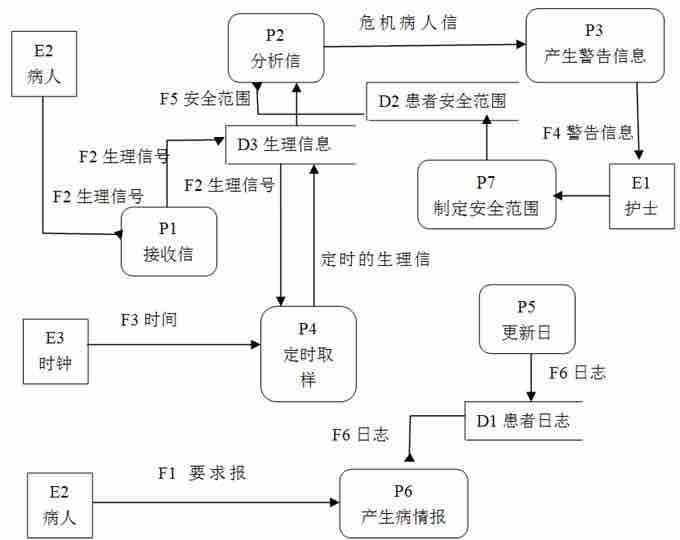 E2
病人
P2
分析信
危机病人信
P3
产生警告信息
F5 安全范围
D2 患者安全范围
F4 警告信息
D3 生理信息
F2 生理信号
F2 生理信号
F2 生理信号
P7
制定安全范围
E1
护士
P1
接收信
定时的生理信
F3 时间
E3
时钟
P4
定时取
样
P5
更新日
F6 日志
D1 患者日志
F6 日志
E2
病人
F1 要求报
P6
产生病情报